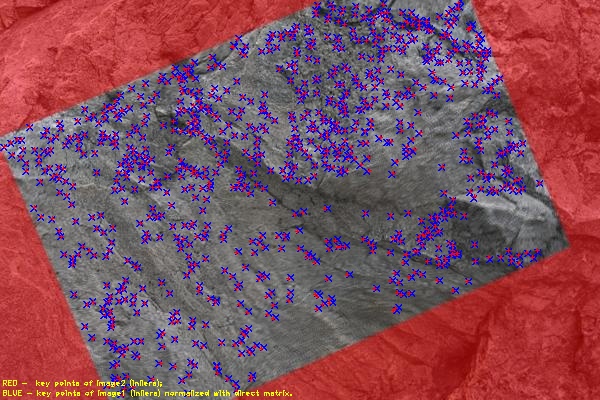 RED - key points of image2 (inliers);
BLUE - key points of image1 (inliers) normalized with direct matrix.